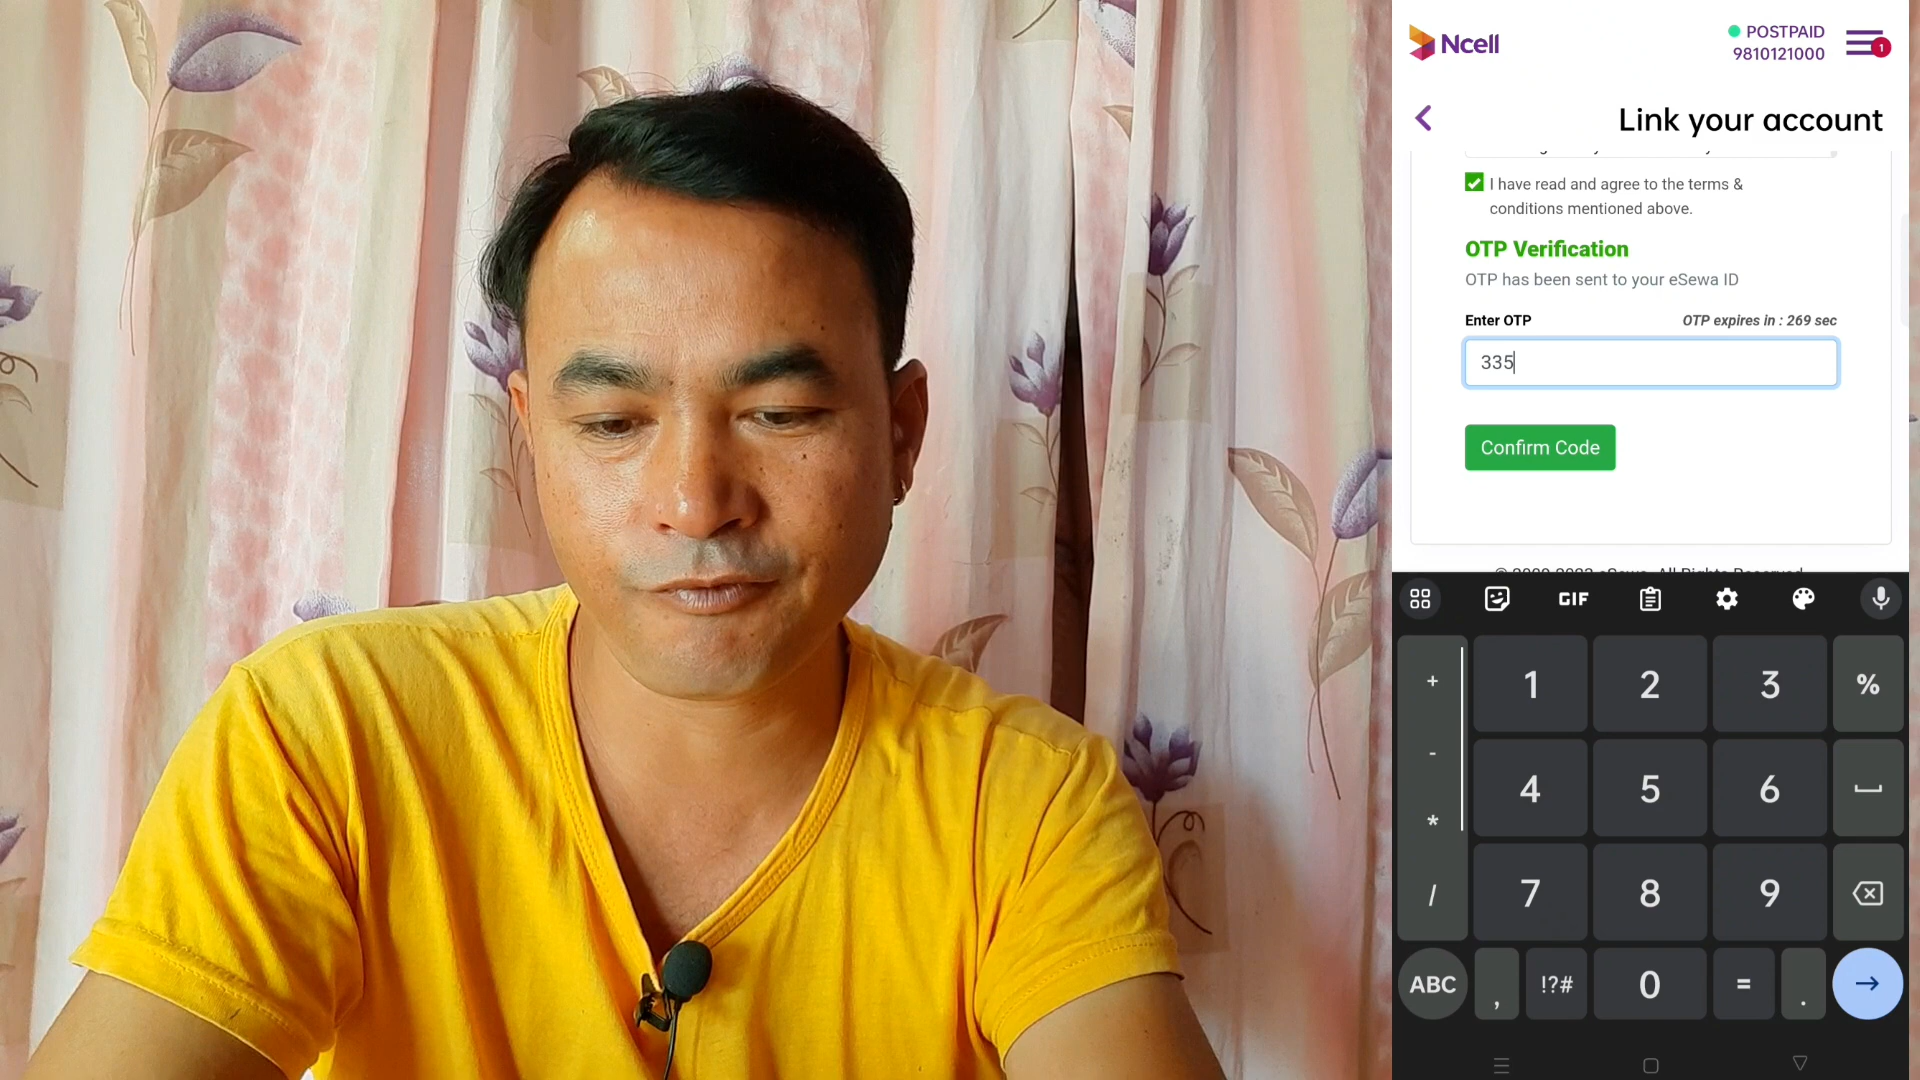 Ncell
POSTPAID
9810121000
1
Link your account
I have read and agree to the terms &
conditions mentioned above.
OTP Verification
OTP has been sent to your eSewa ID
Enter OTP
OTP expires in : 269 sec
335
Confirm Code
GIF
+ 1 2 3 %
- 4 5 6
*
/ 7 8 9
ABC , !?# 0 = .